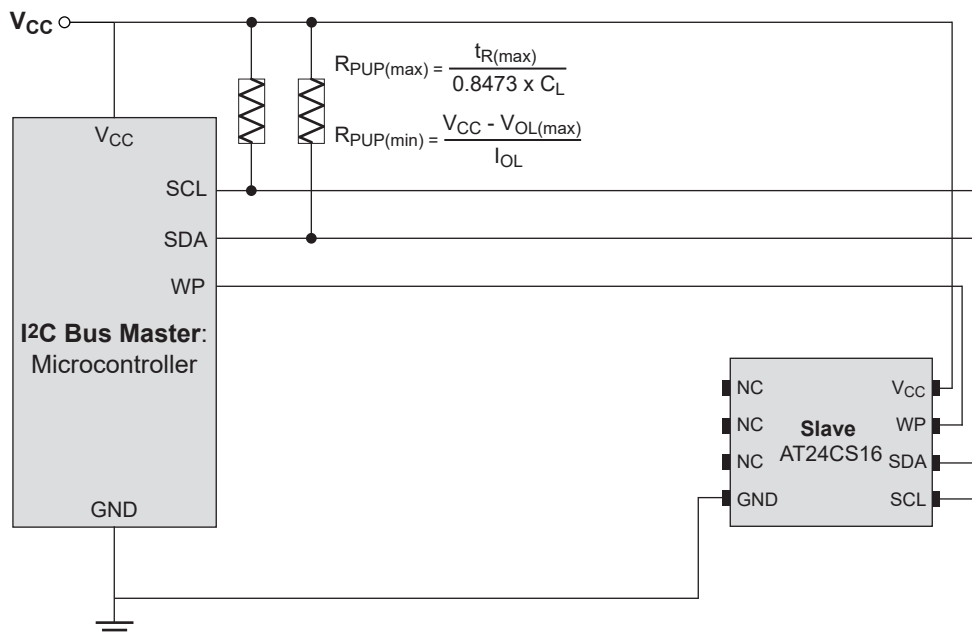 VCC
RPUP(max) = tR(max)
0.8473 x CL
RPUP(min) = VCC - VOL(max)
IOL
VCC
SCL
SDA
WP
I2C Bus Master:
Microcontroller
GND
NC
NC
NC
GND
Slave
AT24CS16
VCC
WP
SDA
SCL